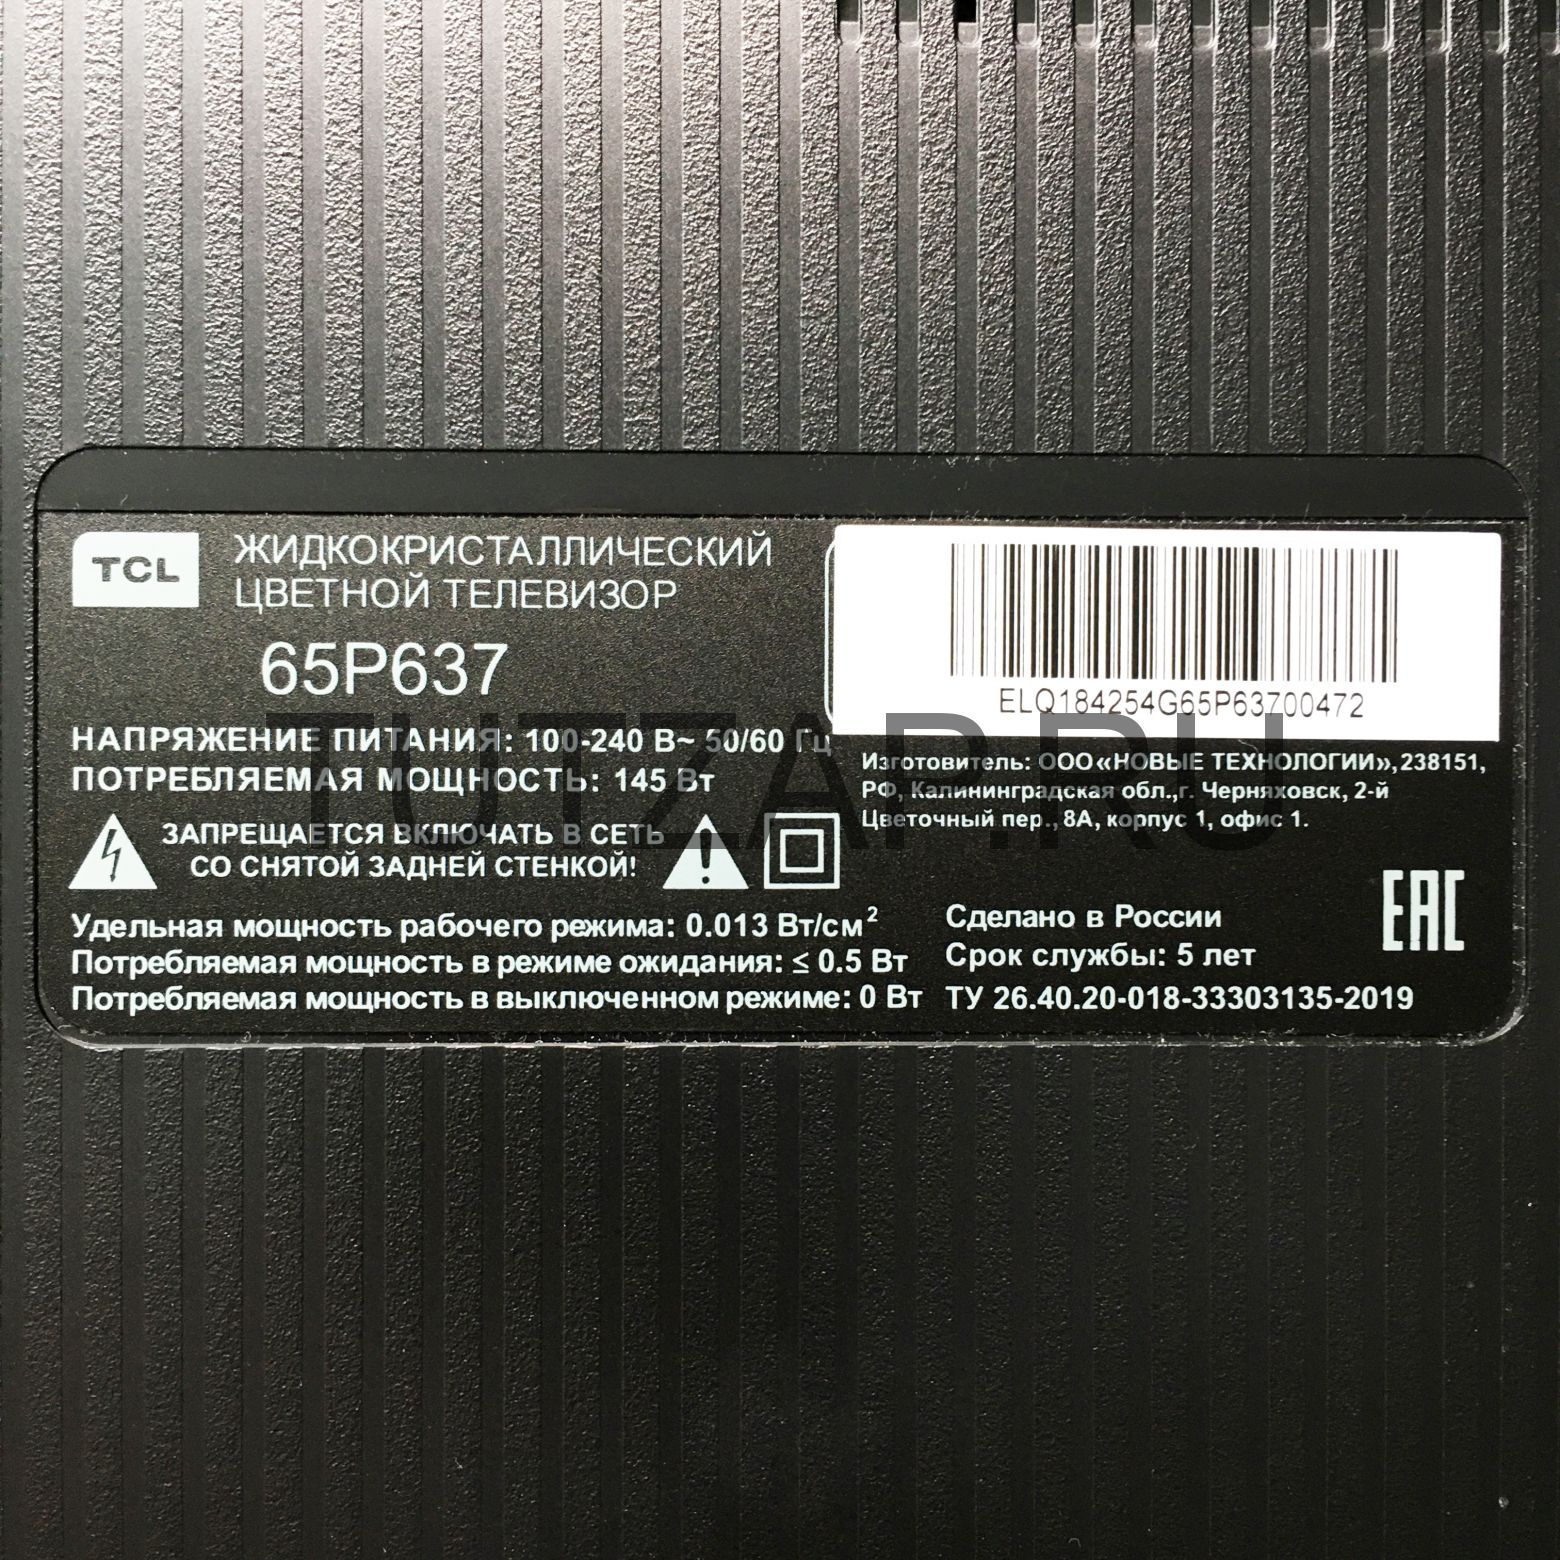 TCL
ЖИДКОКРИСТАЛЛИЧЕСКИЙ
ЦВЕТНОЙ ТЕЛЕВИЗОР
65P637
НАПРЯЖЕНИЕ ПИТАНИЯ: 100-240 В~ 50/60 Гц
ПОТРЕБЛЯЕМАЯ МОЩНОСТЬ: 145 Вт
ЗАПРЕЩАЕТСЯ ВКЛЮЧАТЬ В СЕТЬ
СО СНЯТОЙ ЗАДНЕЙ СТЕНКОЙ!
Удельная мощность рабочего режима: 0.013 Вт/см²
Потребляемая мощность в режиме ожидания: ≤ 0.5 Вт
Потребляемая мощность в выключенном режиме: 0 Вт
ELQ184254G65P63700472
Изготовитель: ООО«НОВЫЕ ТЕХНОЛОГИИ»,238151,
РФ, Калининградская обл.,г. Черняховск, 2-й
Цветочный пер., 8А, корпус 1, офис 1.
Сделано в России
Срок службы: 5 лет
ТУ 26.40.20-018-33303135-2019
EAC
TUTZAP.RU